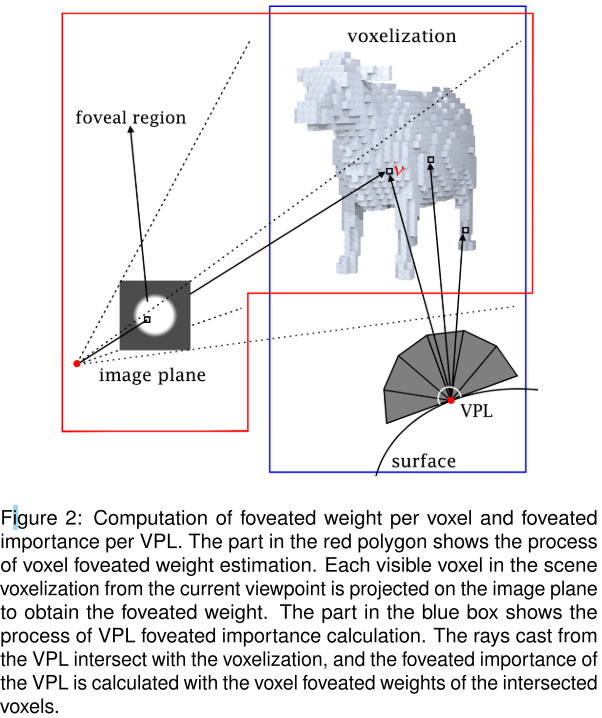 voxelization
foveal region
ν
image plane
VPL
surface
Figure 2: Computation of foveated weight per voxel and foveated
importance per VPL. The part in the red polygon shows the process
of voxel foveated weight estimation. Each visible voxel in the scene
voxelization from the current viewpoint is projected on the image plane
to obtain the foveated weight. The part in the blue box shows the
process of VPL foveated importance calculation. The rays cast from
the VPL intersect with the voxelization, and the foveated importance of
the VPL is calculated with the voxel foveated weights of the intersected
voxels.